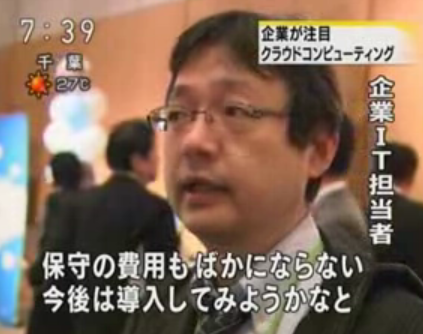 7:39
千葉
27℃
企業が注目
クラウドコンピューティング
企業IT担当者
保守の費用もばかにならない
今後は導入してみようかなと